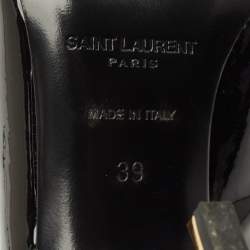 SAINT LAURENT
PARIS
MADE IN ITALY
39